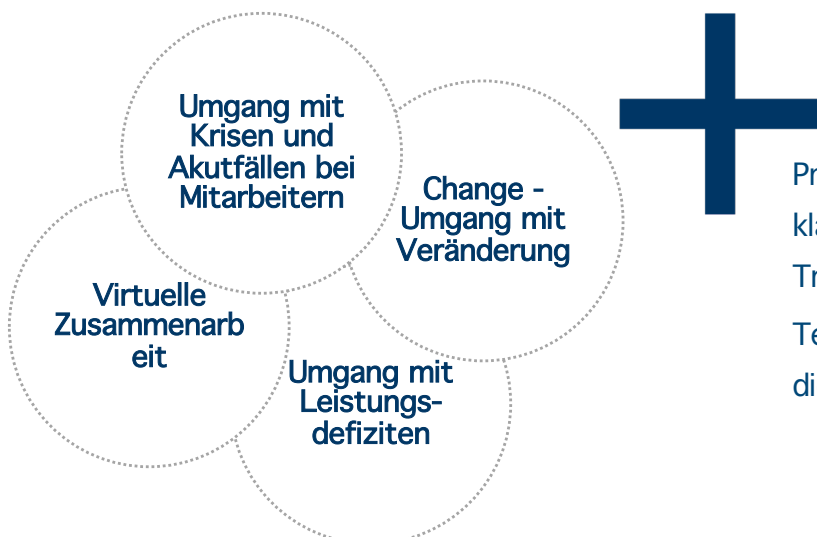 Umgang mit
Krisen und
Akutfällen bei
Mitarbeitern
Change -
Umgang mit
Veränderung
Virtuelle
Zusammenarb
eit
Umgang mit
Leistungs-
defiziten